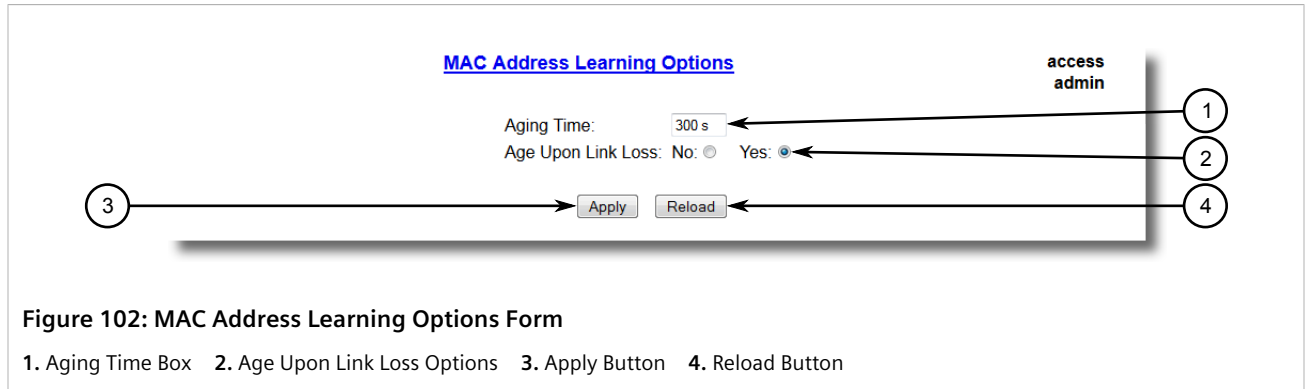 MAC Address Learning Options
access
admin
Aging Time: 300 s
1
Age Upon Link Loss: No: Yes:
2
3
Apply Reload
4
Figure 102: MAC Address Learning Options Form
1. Aging Time Box 2. Age Upon Link Loss Options 3. Apply Button 4. Reload Button